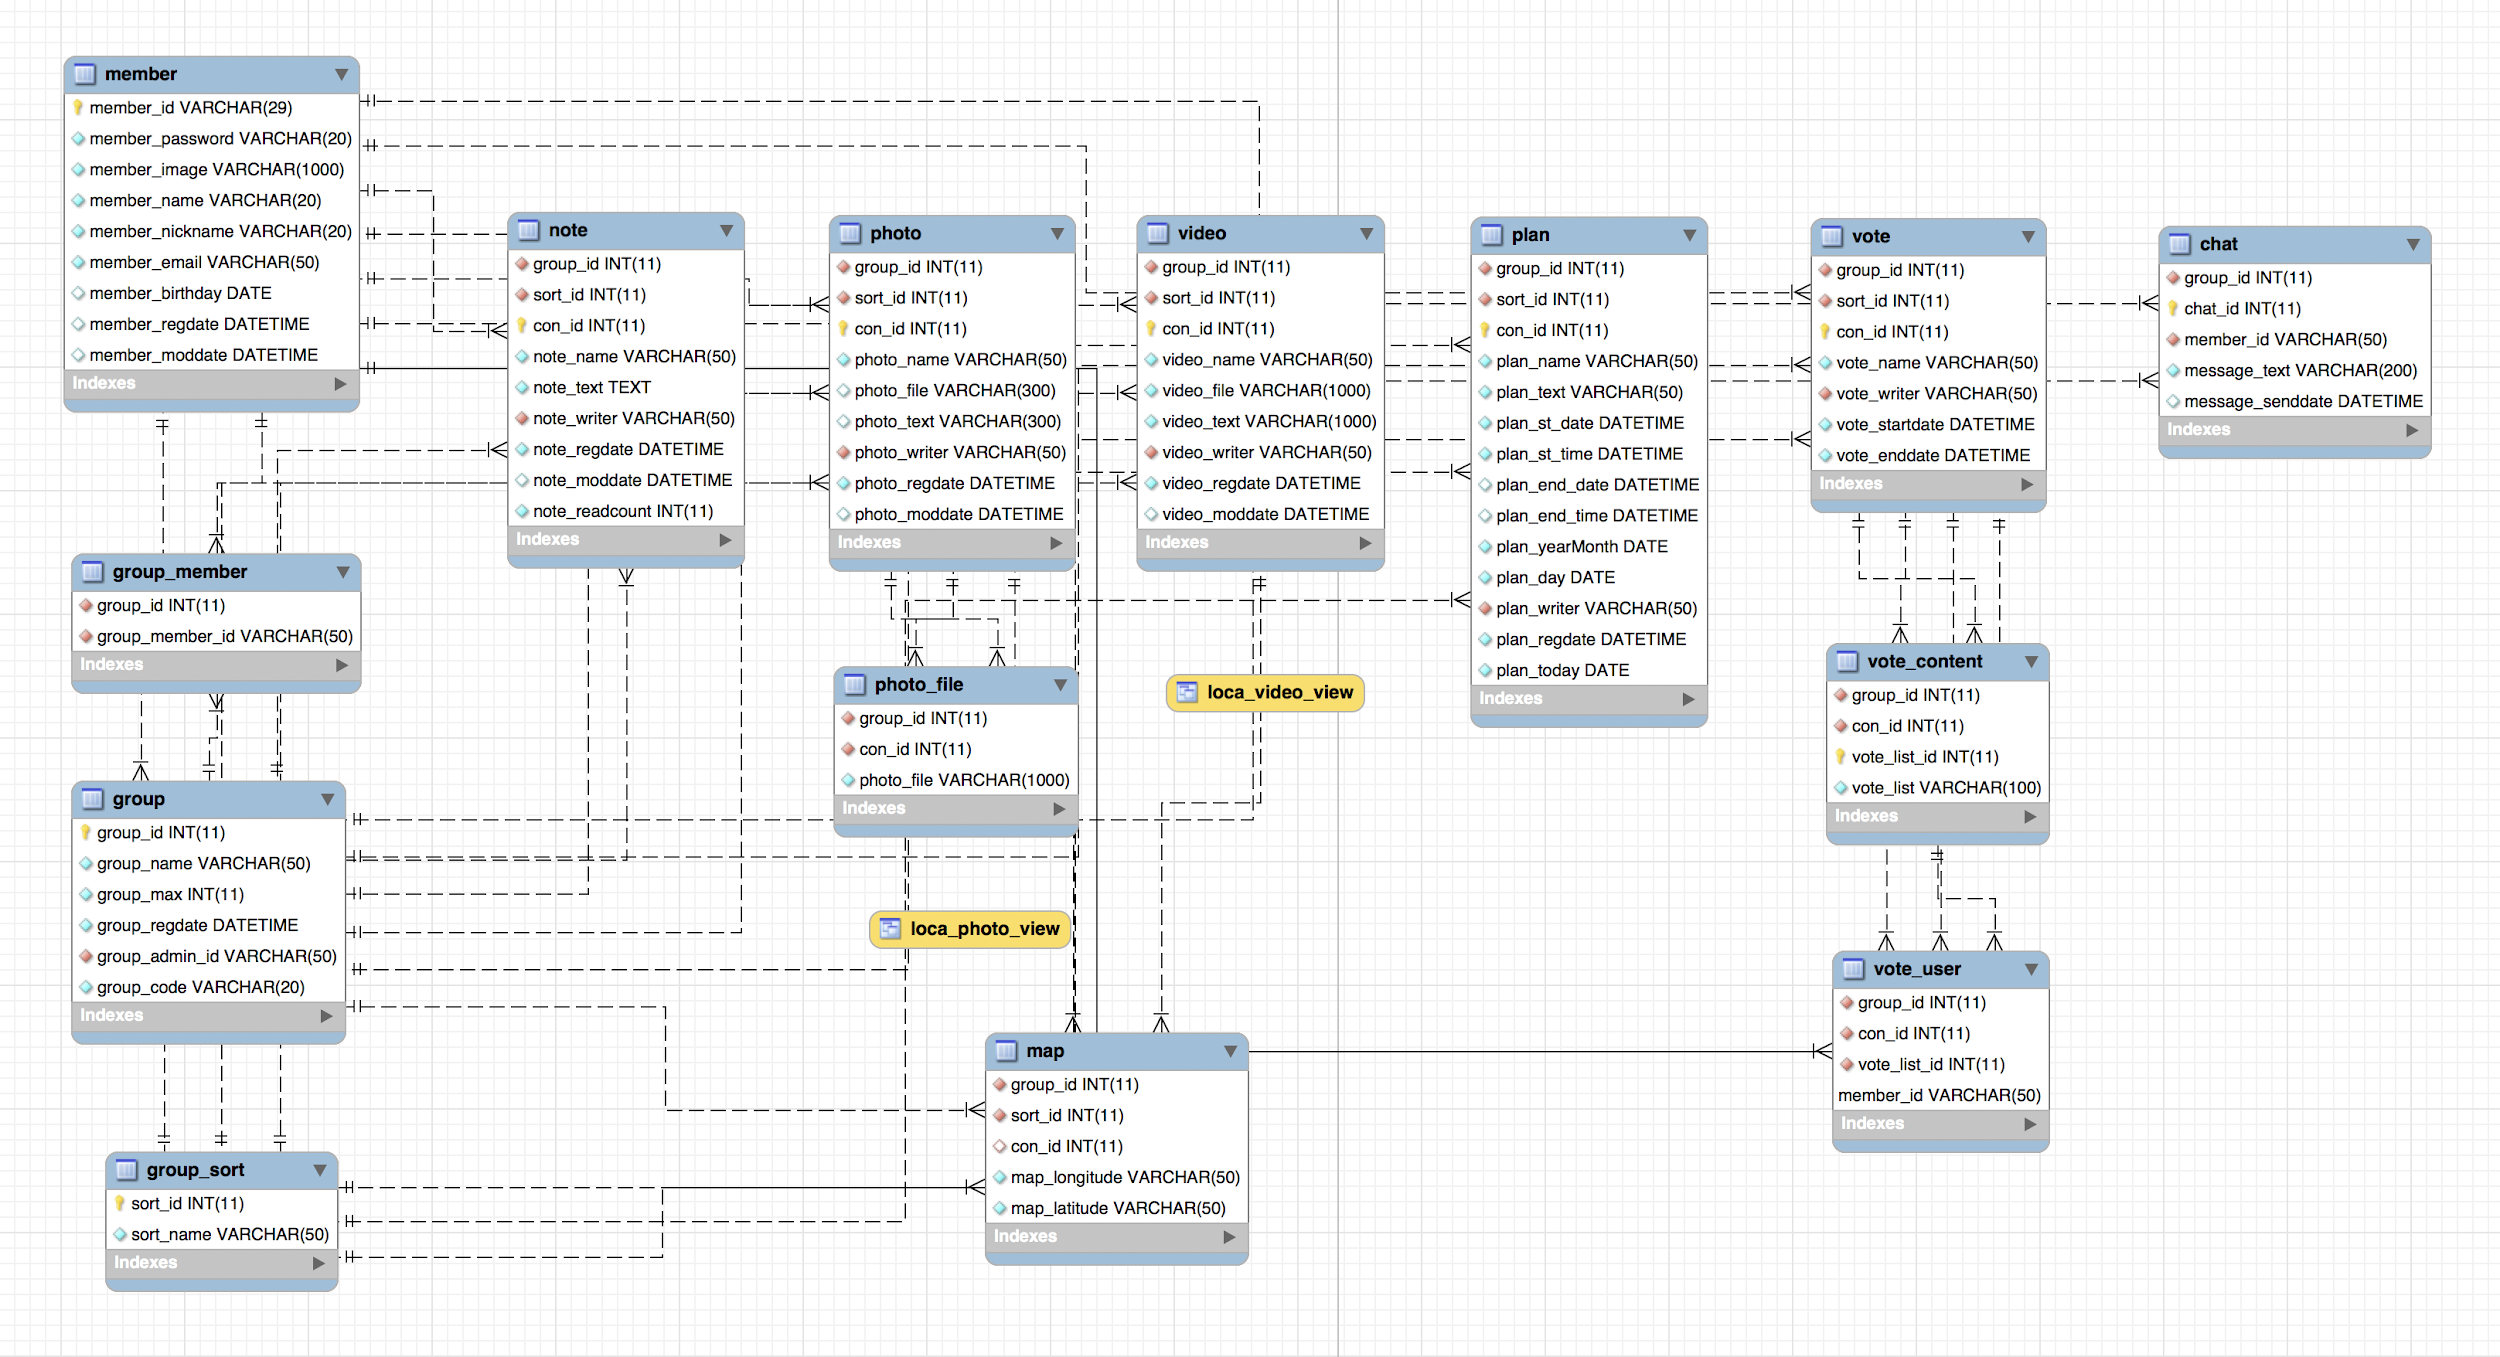 member
member_id VARCHAR(29)
member_password VARCHAR(20)
member_image VARCHAR(1000)
member_name VARCHAR(20)
member_nickname VARCHAR(20)
member_email VARCHAR(50)
member_birthday DATE
member_regdate DATETIME
member_moddate DATETIME
Indexes
note
group_id INT(11)
sort_id INT(11)
con_id INT(11)
note_name VARCHAR(50)
note_text TEXT
note_writer VARCHAR(50)
note_regdate DATETIME
note_moddate DATETIME
note_readcount INT(11)
Indexes
photo
group_id INT(11)
sort_id INT(11)
con_id INT(11)
photo_name VARCHAR(50)
photo_file VARCHAR(300)
photo_text VARCHAR(300)
photo_writer VARCHAR(50)
photo_regdate DATETIME
photo_moddate DATETIME
Indexes
video
group_id INT(11)
sort_id INT(11)
con_id INT(11)
video_name VARCHAR(50)
video_file VARCHAR(1000)
video_text VARCHAR(1000)
video_writer VARCHAR(50)
video_regdate DATETIME
video_moddate DATETIME
Indexes
plan
group_id INT(11)
sort_id INT(11)
con_id INT(11)
plan_name VARCHAR(50)
plan_text VARCHAR(50)
plan_st_date DATETIME
plan_st_time DATETIME
plan_end_date DATETIME
plan_end_time DATETIME
plan_yearMonth DATE
plan_day DATE
plan_writer VARCHAR(50)
plan_regdate DATETIME
plan_today DATE
Indexes
vote
group_id INT(11)
sort_id INT(11)
con_id INT(11)
vote_name VARCHAR(50)
vote_writer VARCHAR(50)
vote_startdate DATETIME
vote_enddate DATETIME
Indexes
chat
group_id INT(11)
chat_id INT(11)
member_id VARCHAR(50)
message_text VARCHAR(200)
message_senddate DATETIME
Indexes
group_member
group_id INT(11)
group_member_id VARCHAR(50)
Indexes
photo_file
group_id INT(11)
con_id INT(11)
photo_file VARCHAR(1000)
Indexes
loca_video_view
vote_content
group_id INT(11)
con_id INT(11)
vote_list_id INT(11)
vote_list VARCHAR(100)
Indexes
group
group_id INT(11)
group_name VARCHAR(50)
group_max INT(11)
group_regdate DATETIME
group_admin_id VARCHAR(50)
group_code VARCHAR(20)
Indexes
loca_photo_view
vote_user
group_id INT(11)
con_id INT(11)
vote_list_id INT(11)
member_id VARCHAR(50)
Indexes
map
group_id INT(11)
sort_id INT(11)
con_id INT(11)
map_longitude VARCHAR(50)
map_latitude VARCHAR(50)
Indexes
group_sort
sort_id INT(11)
sort_name VARCHAR(50)
Indexes